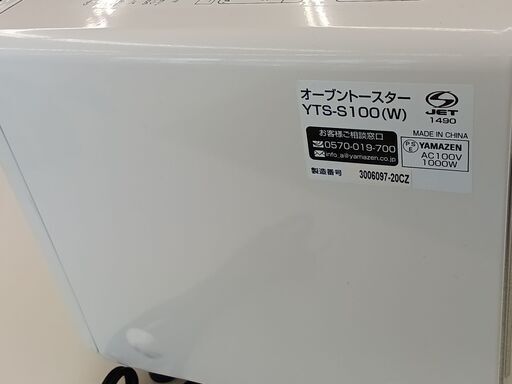 オーブントースター
YTS-S100(W)
JET
1490
お客様ご相談窓口
0570-019-700
info_a@yamazen.co.jp
MADE IN CHINA
PS
E
YAMAZEN
AC100V
1000W
製造番号 3006097-20CZ